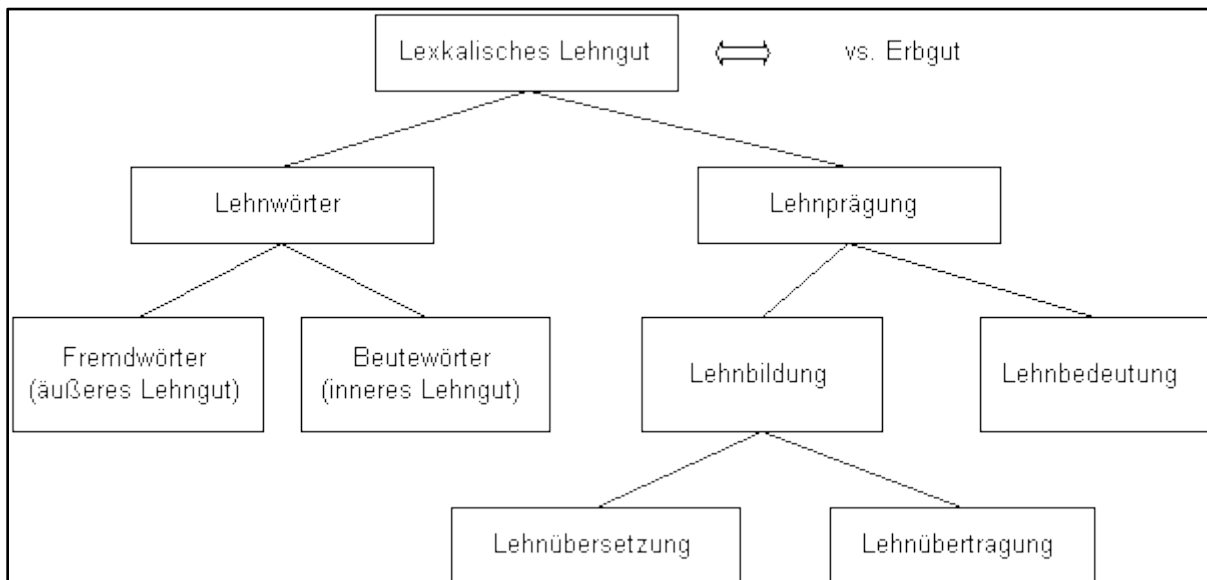 Lexkalisches Lehngut
vs. Erbgut
Lehnwörter
Lehnprägung
Fremdwörter
(äußeres Lehngut)
Beutewörter
(inneres Lehngut)
Lehnbildung
Lehnbedeutung
Lehnübersetzung
Lehnübertragung